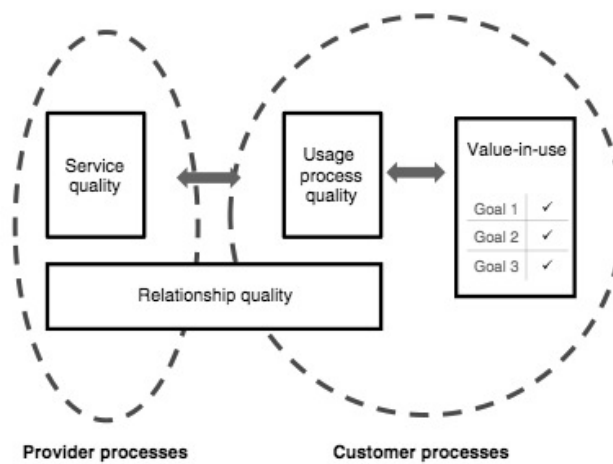 Service
quality
Usage
process
quality
Value-in-use
Goal 1 ✓
Goal 2 ✓
Goal 3 ✓
Relationship quality
Provider processes
Customer processes